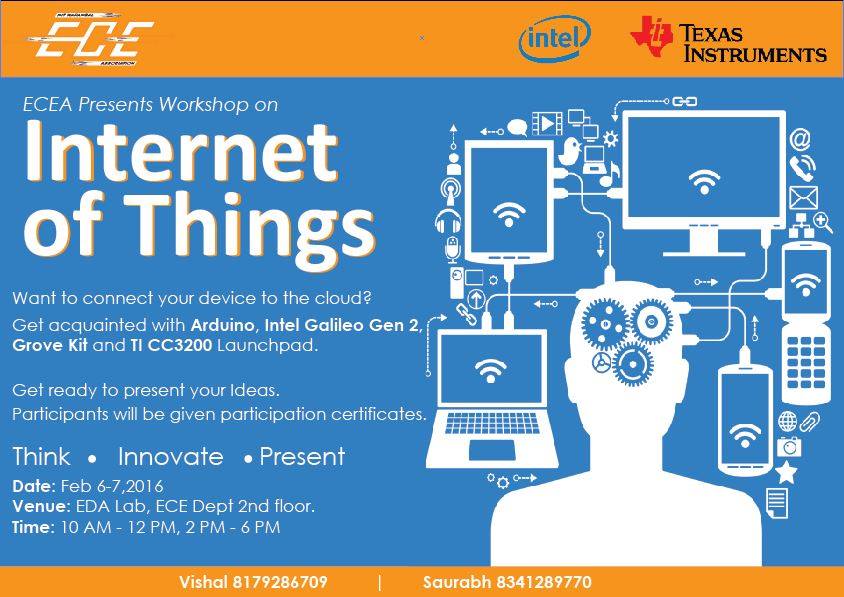 NIT WARANGAL
ECE
ASSOCIATION
intel
TEXAS
INSTRUMENTS
ECEA Presents Workshop on
Internet
of Things
Want to connect your device to the cloud?
Get acquainted with Arduino, Intel Galileo Gen 2,
Grove Kit and TI CC3200 Launchpad.
Get ready to present your Ideas.
Participants will be given participation certificates.
Think • Innovate • Present
Date: Feb 6-7,2016
Venue: EDA Lab, ECE Dept 2nd floor.
Time: 10 AM - 12 PM, 2 PM - 6 PM
Vishal 8179286709 | Saurabh 8341289770